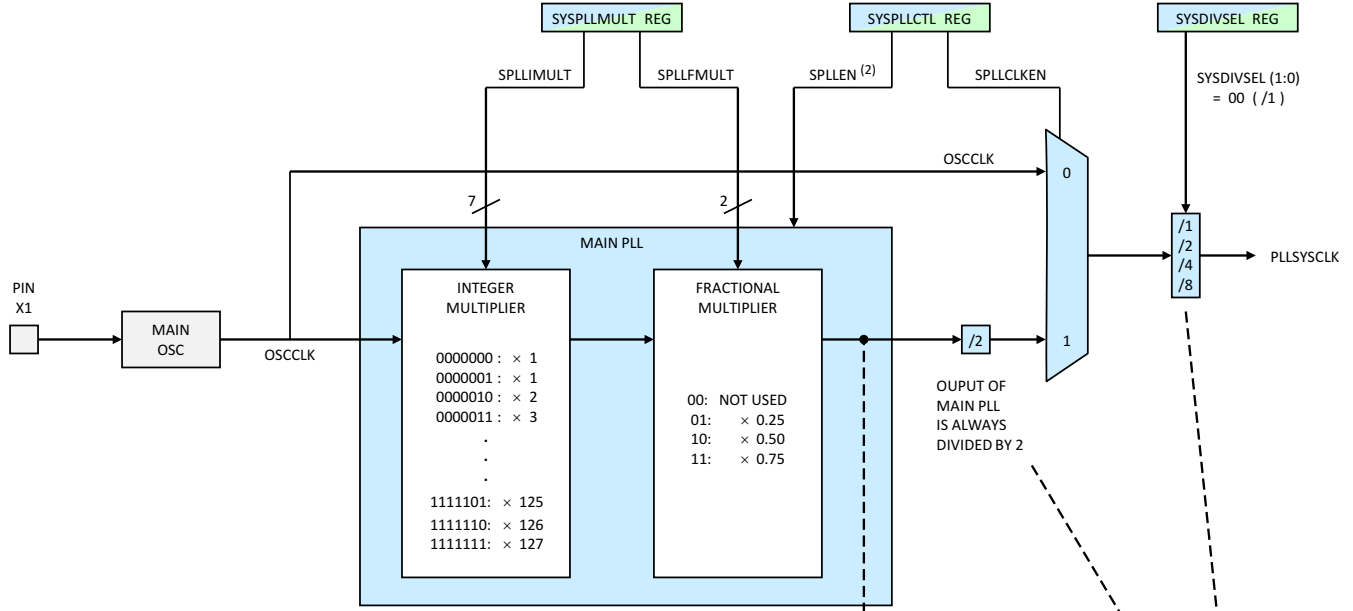 SYSPLLMULT REG
SYSPLLCTL REG
SYSDIVSEL REG
SPLLIMULT
SPLLFMULT
SPLLEN (2)
SPLLCLKEN
SYSDIVSEL (1:0)
= 00 ( /1 )
OSCCLK
0
7
2
MAIN PLL
/1
/2
/4
/8
PLLSYSCLK
PIN
X1
MAIN
OSC
OSCCLK
INTEGER
MULTIPLIER
0000000 : × 1
0000001 : × 1
0000010 : × 2
0000011 : × 3
.
.
.
1111101: × 125
1111110: × 126
1111111: × 127
FRACTIONAL
MULTIPLIER
00: NOT USED
01: × 0.25
10: × 0.50
11: × 0.75
/2
1
OUPUT OF
MAIN PLL
IS ALWAYS
DIVIDED BY 2